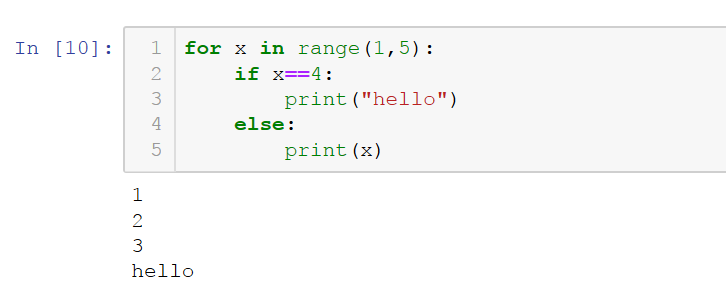 In [10]: 1 for x in range(1,5):
2     if x==4:
3         print("hello")
4     else:
5         print(x)
1
2
3
hello